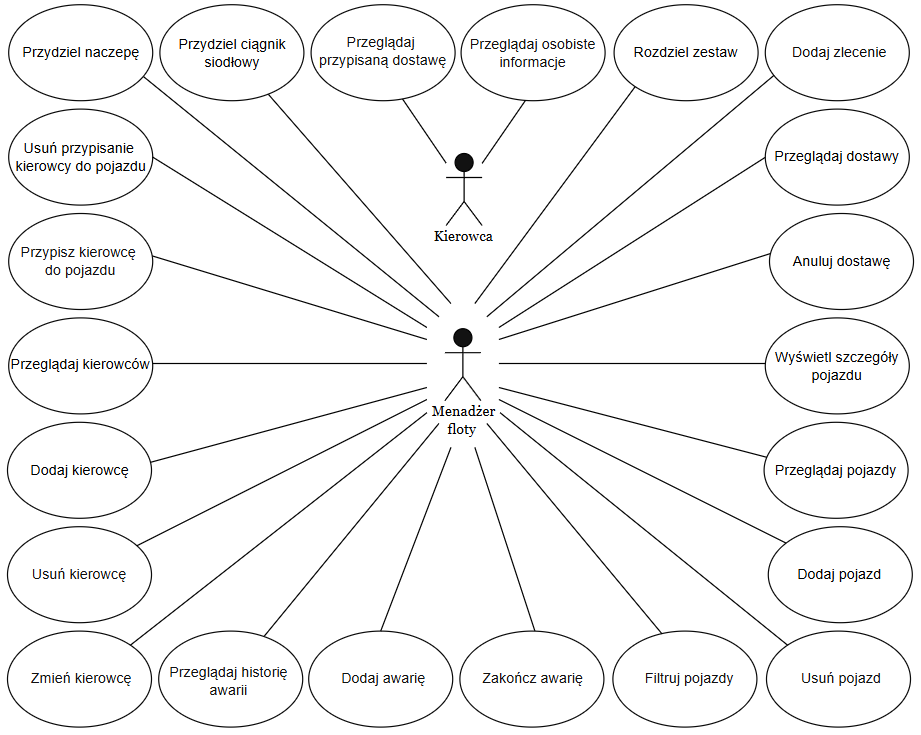 Przydziel naczepę
Przydziel ciągnik
siodłowy
Przeglądaj
przypisaną dostawę
Przeglądaj osobiste
informacje
Rozdziel zestaw
Dodaj zlecenie
Usuń przypisanie
kierowcy do pojazdu
Kierowca
Przeglądaj dostawy
Przypisz kierowcę
do pojazdu
Anuluj dostawę
Przeglądaj kierowców
Menadżer
floty
Wyświetl szczegóły
pojazdu
Dodaj kierowcę
Przeglądaj pojazdy
Usuń kierowcę
Dodaj pojazd
Zmień kierowcę
Przeglądaj historię
awarii
Dodaj awarię
Zakończ awarię
Filtruj pojazdy
Usuń pojazd